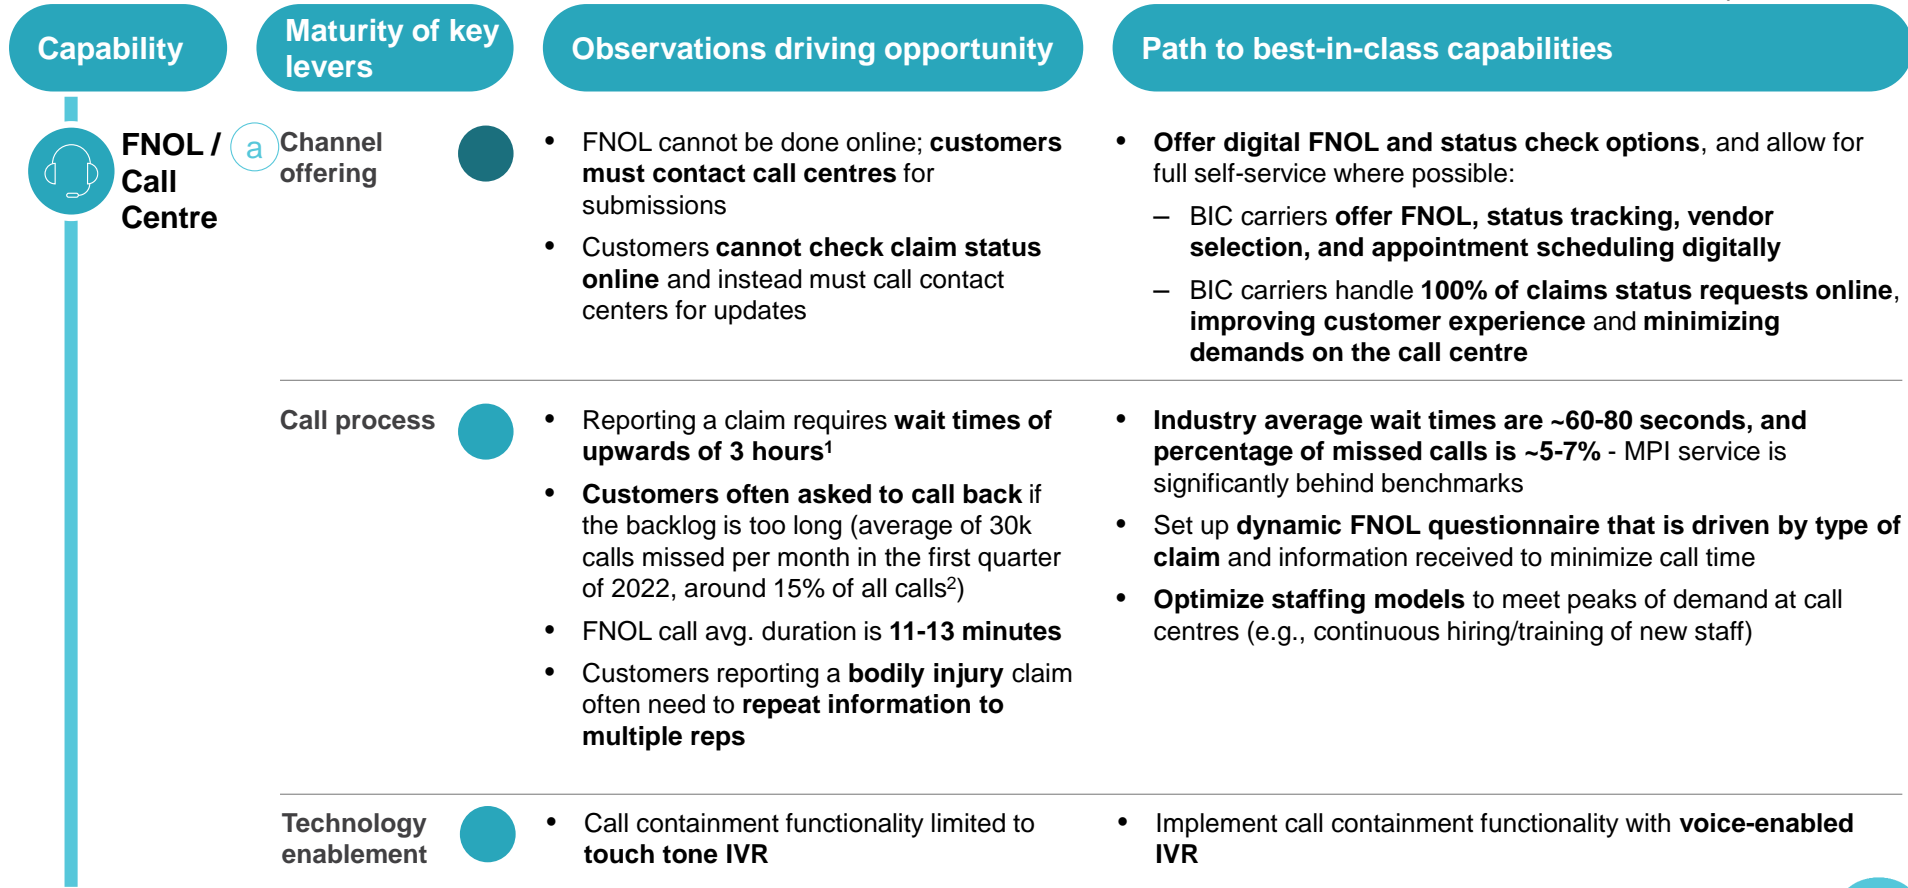 Capability
Maturity of key
levers
Observations driving opportunity
Path to best-in-class capabilities
FNOL /
Call
Centre
a
Channel
offering
• FNOL cannot be done online; customers
must contact call centres for
submissions
• Customers cannot check claim status
online and instead must call contact
centers for updates
• Offer digital FNOL and status check options, and allow for
full self-service where possible:
– BIC carriers offer FNOL, status tracking, vendor
selection, and appointment scheduling digitally
– BIC carriers handle 100% of claims status requests online,
improving customer experience and minimizing
demands on the call centre
Call process
• Reporting a claim requires wait times of
upwards of 3 hours¹
• Customers often asked to call back if
the backlog is too long (average of 30k
calls missed per month in the first quarter
of 2022, around 15% of all calls²)
• FNOL call avg. duration is 11-13 minutes
• Customers reporting a bodily injury claim
often need to repeat information to
multiple reps
• Industry average wait times are ~60-80 seconds, and
percentage of missed calls is ~5-7% - MPI service is
significantly behind benchmarks
• Set up dynamic FNOL questionnaire that is driven by type of
claim and information received to minimize call time
• Optimize staffing models to meet peaks of demand at call
centres (e.g., continuous hiring/training of new staff)
Technology
enablement
• Call containment functionality limited to
touch tone IVR
• Implement call containment functionality with voice-enabled
IVR